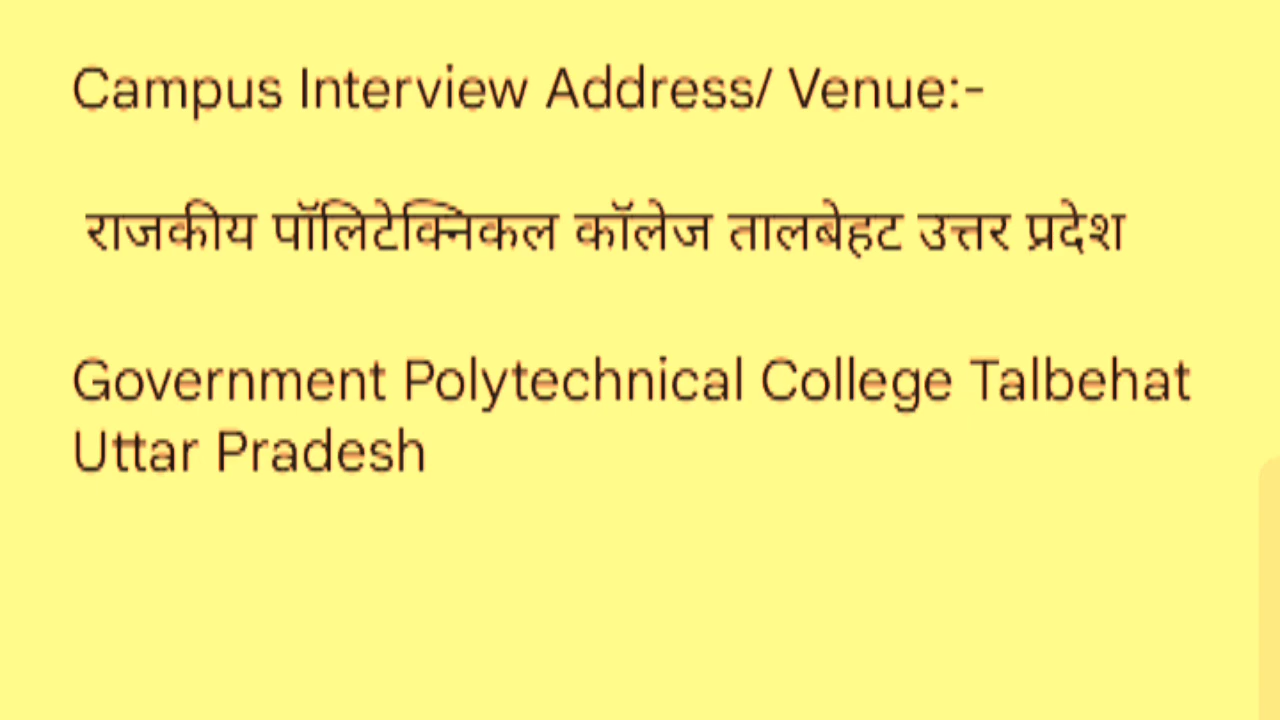 Campus Interview Address/ Venue:-
राजकीय पॉलिटेक्निकल कॉलेज तालबेहट उत्तर प्रदेश
Government Polytechnical College Talbehat
Uttar Pradesh